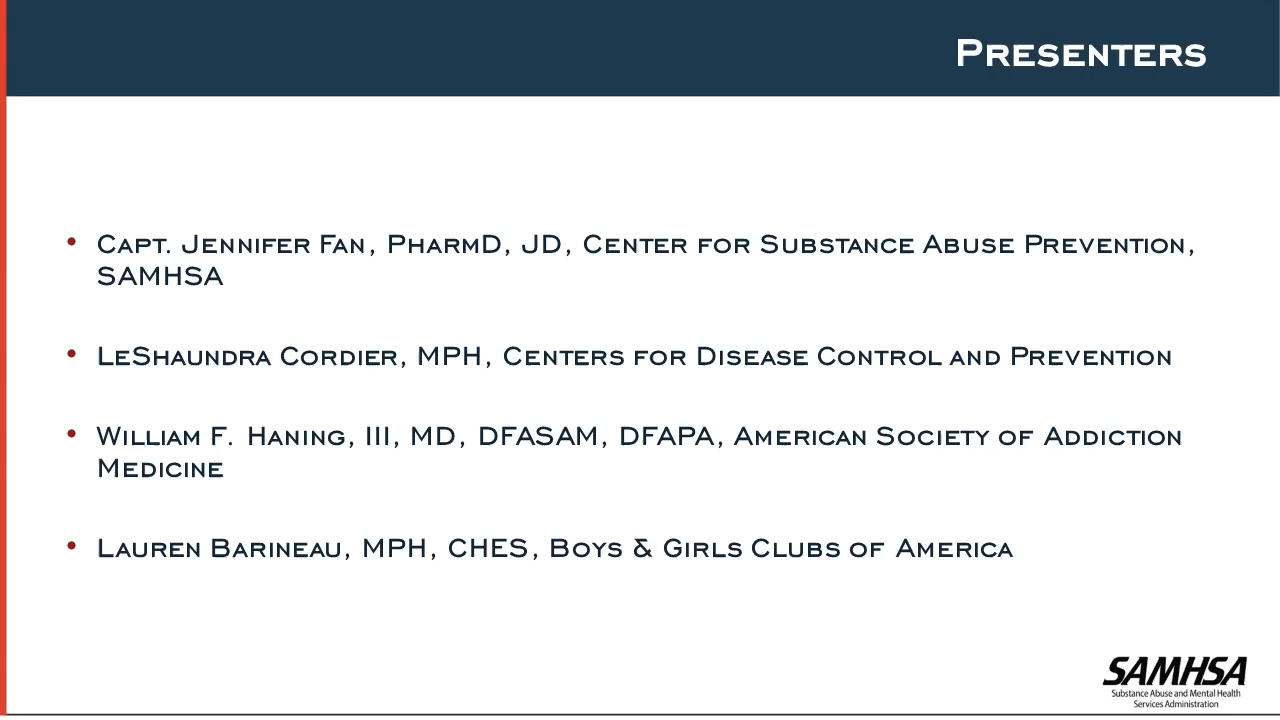 Presenters
• Capt. Jennifer Fan, PharmD, JD, Center for Substance Abuse Prevention,
SAMHSA
• LeShaundra Cordier, MPH, Centers for Disease Control and Prevention
• William F. Haning, III, MD, DFASAM, DFAPA, American Society of Addiction
Medicine
• Lauren Barineau, MPH, CHES, Boys & Girls Clubs of America
SAMHSA
Substance Abuse and Mental Health
Services Administration